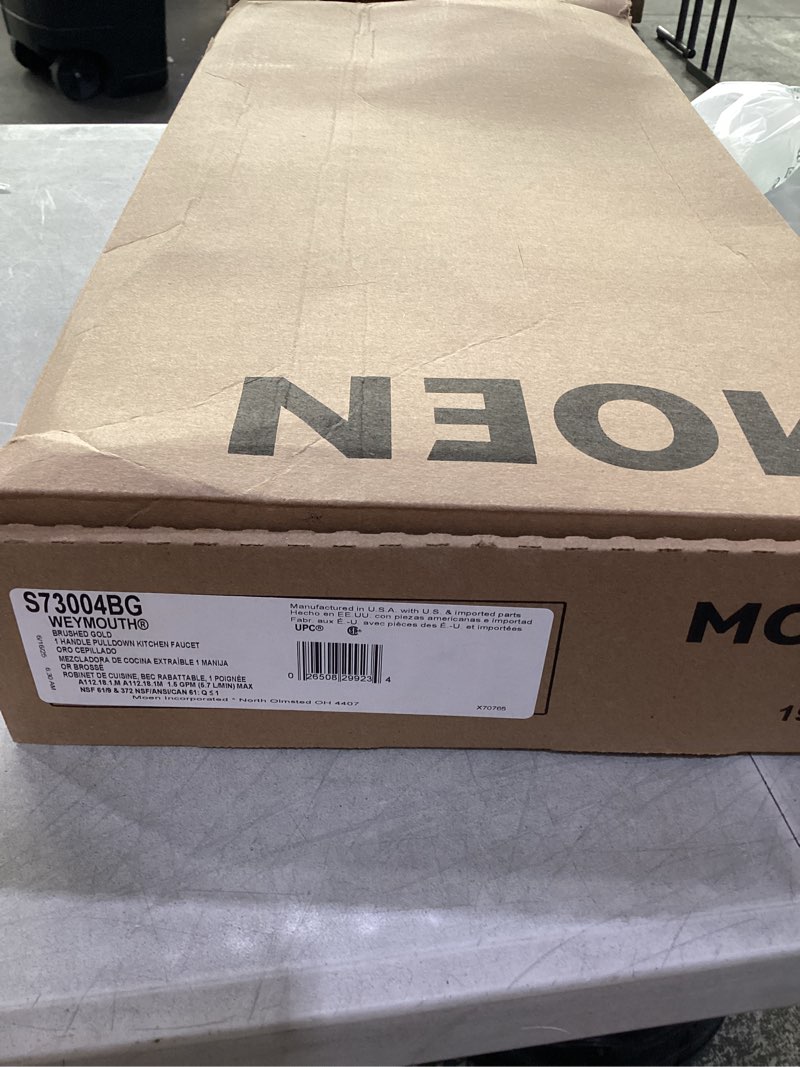 MOEN
S73004BG
WEYMOUTH®
BRUSHED GOLD
1 HANDLE PULLDOWN KITCHEN FAUCET
ORO CEPILLADO
MEZCLADORA DE COCINA EXTRAÍBLE 1 MANIJA
OR BROSSÉ
ROBINET DE CUISINE, BEC RABATTABLE, 1 POIGNÉE
A112.18.1.M A112.18.1M 1.5 GPM (5.7 L/MIN) MAX
NSF 61/9 & 372 NSF/ANSI/CAN 61: Q ≤ 1
Moen Incorporated * North Olmsted OH 4407
Manufactured in U.S.A. with U.S. & imported parts
Hecho en EE.UU. con piezas americanas e importad
Fabr. aux É.-U. avec pièces des É.-U. et importées
UPC®
0 26508 29923 4
X70765
6:30 AM
MO